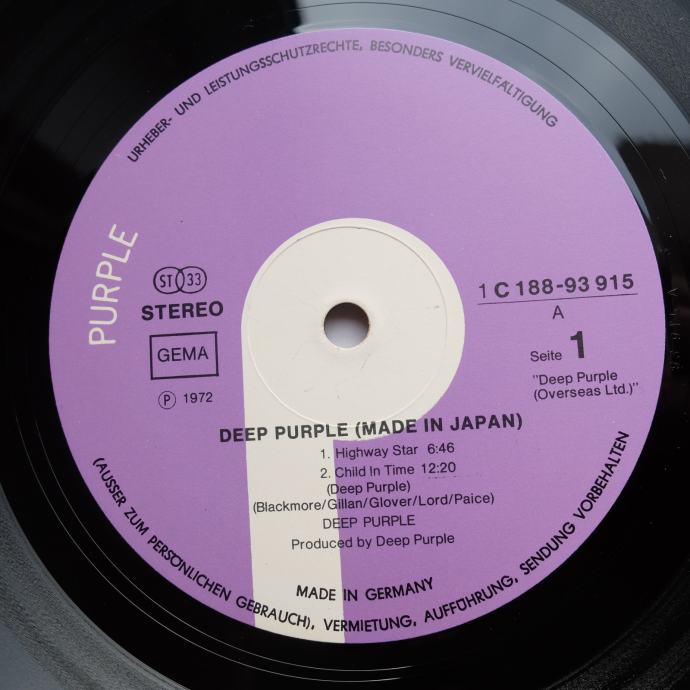 URHEBER- UND LEISTUNGSSCHUTZRECHTE, BESONDERS VERVIELFÄLTIGUNG
PURPLE
ST 33
STEREO
GEMA
Ⓟ 1972
1 C 188-93 915
A
Seite 1
"Deep Purple
(Overseas Ltd.)"
DEEP PURPLE (MADE IN JAPAN)
1. Highway Star 6:46
2. Child In Time 12:20
(Deep Purple)
(Blackmore/Gillan/Glover/Lord/Paice)
DEEP PURPLE
Produced by Deep Purple
MADE IN GERMANY
(AUSSER ZUM PERSÖNLICHEN GEBRAUCH), VERMIETUNG, AUFFÜHRUNG, SENDUNG VORBEHALTEN